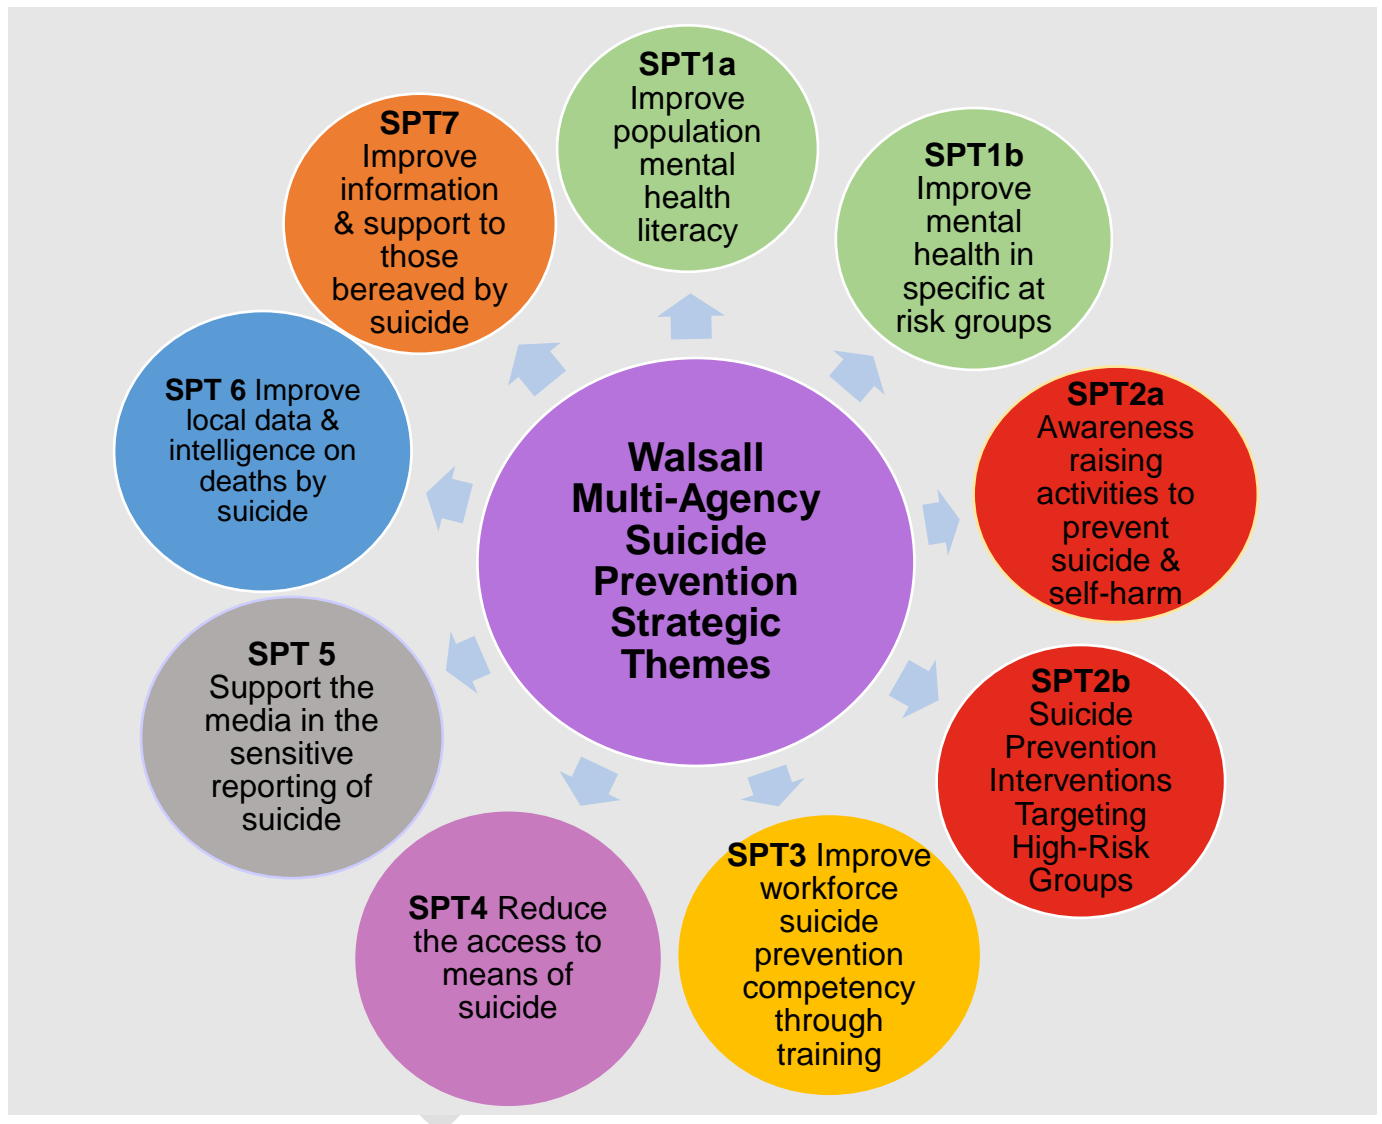 SPT1a
Improve
population
mental
health
literacy
SPT1b
Improve
mental
health in
specific at
risk groups
SPT2a
Awareness
raising
activities to
prevent
suicide &
self-harm
SPT2b
Suicide
Prevention
Interventions
Targeting
High-Risk
Groups
SPT3 Improve
workforce
suicide
prevention
competency
through
training
SPT4 Reduce
the access to
means of
suicide
SPT 5
Support the
media in the
sensitive
reporting of
suicide
SPT 6 Improve
local data &
intelligence on
deaths by
suicide
SPT7
Improve
information
& support to
those
bereaved by
suicide
Walsall
Multi-Agency
Suicide
Prevention
Strategic
Themes